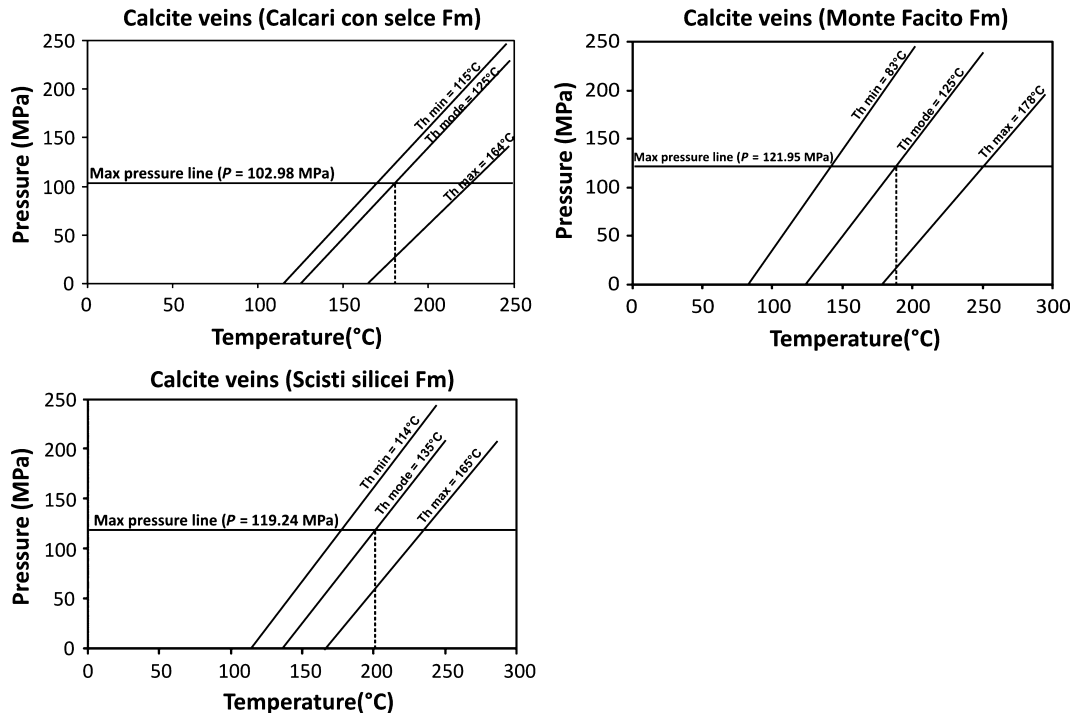 Calcite veins (Calcari con selce Fm)
250
200
150
100
50
0
Pressure (MPa)
Th min = 115°C
Th mode = 125°C
Th max = 164°C
Max pressure line (P = 102.98 MPa)
0 50 100 150 200 250
Temperature(°C)
Calcite veins (Monte Facito Fm)
250
200
150
100
50
0
Pressure (MPa)
Th min = 83°C
Th mode = 125°C
Th max = 178°C
Max pressure line (P = 121.95 MPa)
0 50 100 150 200 250 300
Temperature(°C)
Calcite veins (Scisti silicei Fm)
250
200
150
100
50
0
Pressure (MPa)
Th min = 114°C
Th mode = 135°C
Th max = 165°C
Max pressure line (P = 119.24 MPa)
0 50 100 150 200 250 300
Temperature(°C)